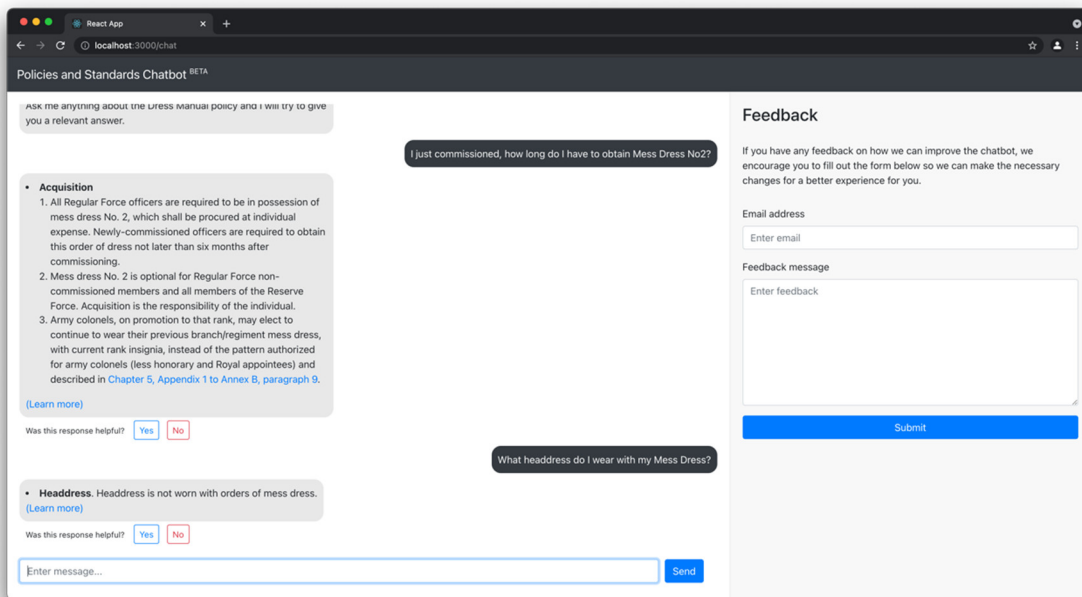 React App
localhost:3000/chat
Policies and Standards Chatbot BETA
Ask me anything about the Dress Manual policy and I will try to give
you a relevant answer.
I just commissioned, how long do I have to obtain Mess Dress No2?
• Acquisition
1. All Regular Force officers are required to be in possession of
mess dress No. 2, which shall be procured at individual
expense. Newly-commissioned officers are required to obtain
this order of dress not later than six months after
commissioning.
2. Mess dress No. 2 is optional for Regular Force non-
commissioned members and all members of the Reserve
Force. Acquisition is the responsibility of the individual.
3. Army colonels, on promotion to that rank, may elect to
continue to wear their previous branch/regiment mess dress,
with current rank insignia, instead of the pattern authorized
for army colonels (less honorary and Royal appointees) and
described in Chapter 5, Appendix 1 to Annex B, paragraph 9.
(Learn more)
Was this response helpful? Yes No
What headdress do I wear with my Mess Dress?
• Headdress. Headdress is not worn with orders of mess dress.
(Learn more)
Was this response helpful? Yes No
Enter message... Send
Feedback
If you have any feedback on how we can improve the chatbot, we
encourage you to fill out the form below so we can make the necessary
changes for a better experience for you.
Email address
Enter email
Feedback message
Enter feedback
Submit